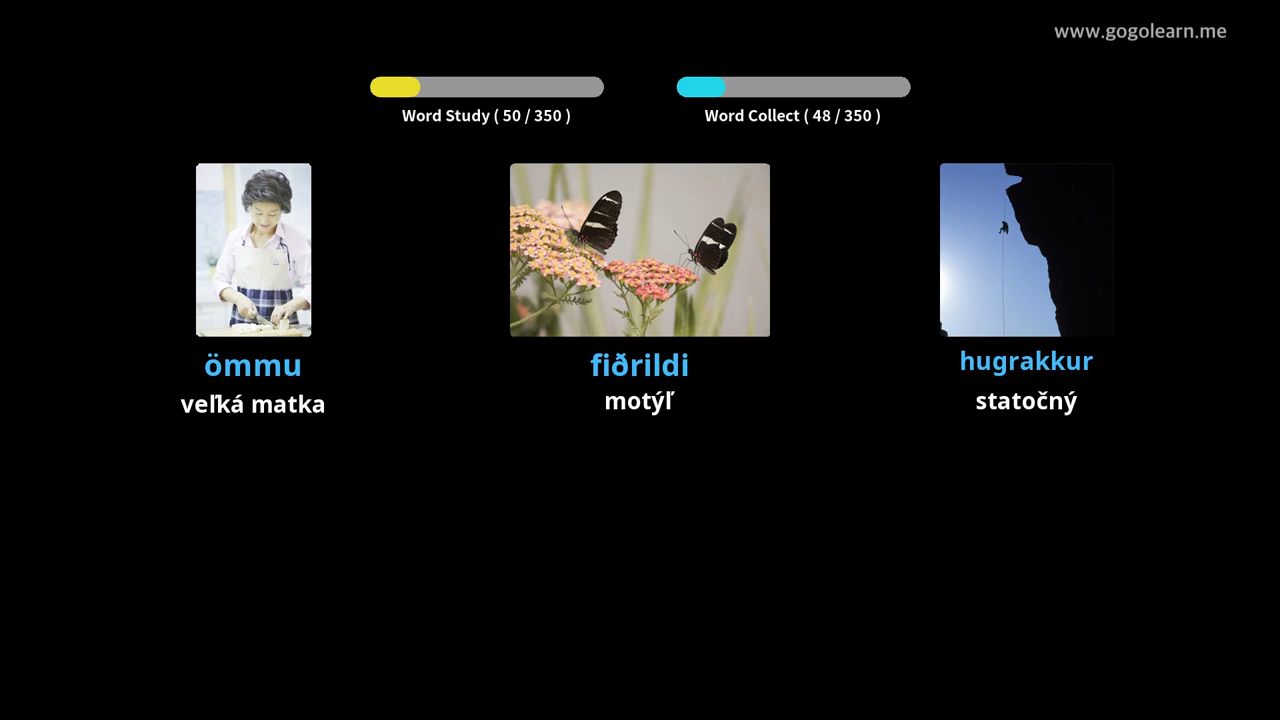 www.gogolearn.me
Word Study ( 50 / 350 )
Word Collect ( 48 / 350 )
ömmu
veľká matka
fiðrildi
motýľ
hugrakkur
statočný